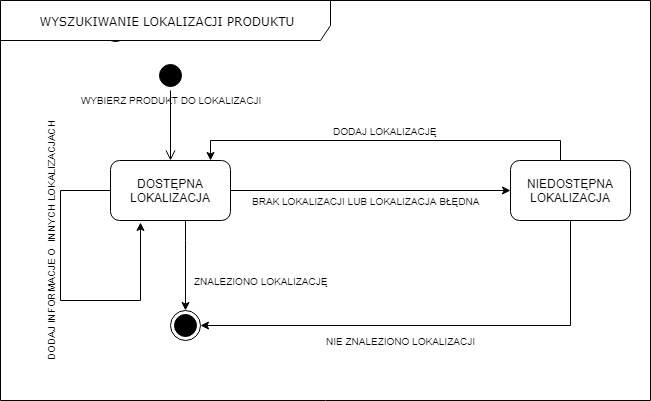 WYSZUKIWANIE LOKALIZACJI PRODUKTU
WYBIERZ PRODUKT DO LOKALIZACJI
DODAJ LOKALIZACJĘ
DOSTĘPNA
LOKALIZACJA
NIEDOSTĘPNA
LOKALIZACJA
BRAK LOKALIZACJI LUB LOKALIZACJA BŁĘDNA
DODAJ INFORMACJE O INNYCH LOKALIZACJACH
ZNALEZIONO LOKALIZACJĘ
NIE ZNALEZIONO LOKALIZACJI